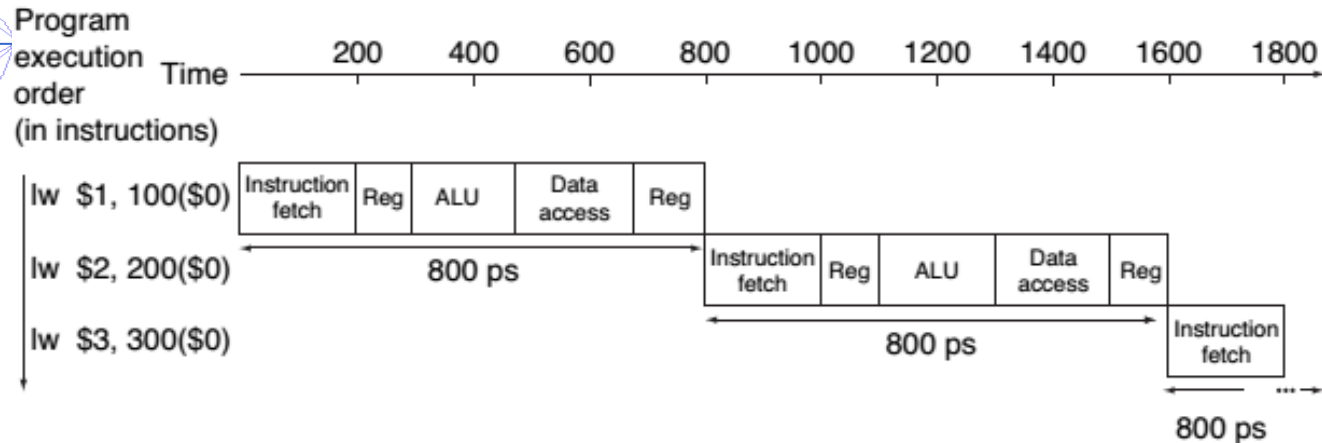 Program
execution
order
(in instructions)
Time
200 400 600 800 1000 1200 1400 1600 1800
lw $1, 100($0)
Instruction
fetch
Reg
ALU
Data
access
Reg
800 ps
lw $2, 200($0)
Instruction
fetch
Reg
ALU
Data
access
Reg
800 ps
lw $3, 300($0)
Instruction
fetch
...
800 ps